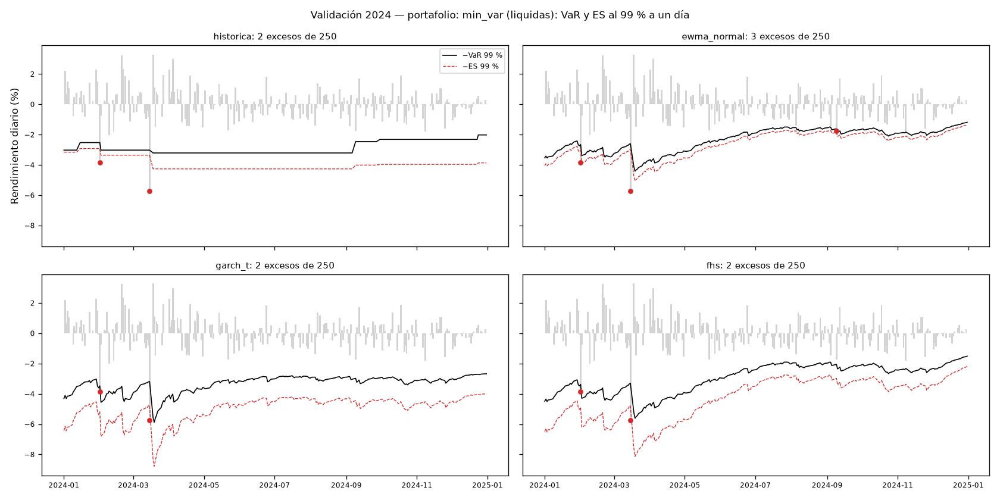 Validación 2024 — portafolio: min_var (liquidas): VaR y ES al 99 % a un día
historica: 2 excesos de 250
ewma_normal: 3 excesos de 250
−VaR 99 %
−ES 99 %
Rendimiento diario (%)
2
0
−2
−4
−6
−8
garch_t: 2 excesos de 250
fhs: 2 excesos de 250
2
0
−2
−4
−6
−8
2024-01 2024-03 2024-05 2024-07 2024-09 2024-11 2025-01
2024-01 2024-03 2024-05 2024-07 2024-09 2024-11 2025-01